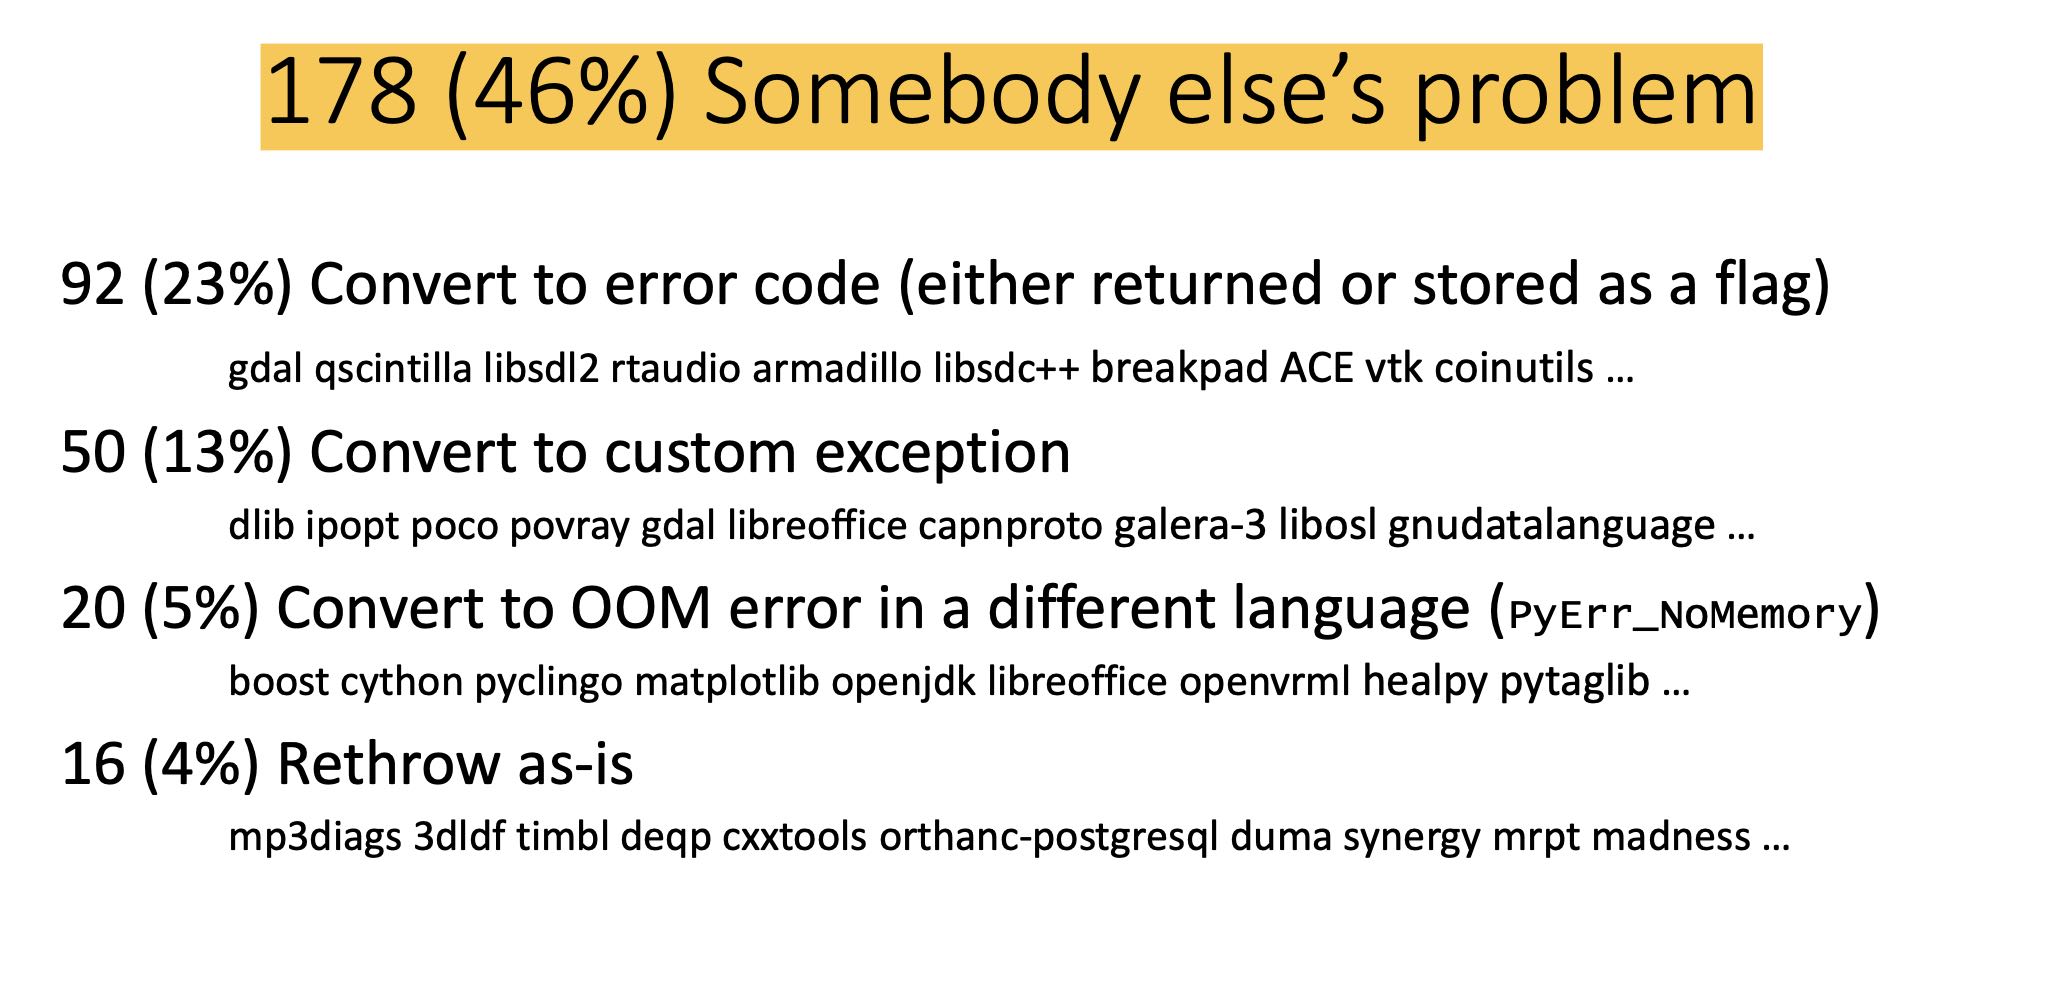 178 (46%) Somebody else’s problem
92 (23%) Convert to error code (either returned or stored as a flag)
gdal qscintilla libsdl2 rtaudio armadillo libsdc++ breakpad ACE vtk coinutils …
50 (13%) Convert to custom exception
dlib ipopt poco povray gdal libreoffice capnproto galera-3 libosl gnudatalanguage …
20 (5%) Convert to OOM error in a different language (PyErr_NoMemory)
boost cython pyclingo matplotlib openjdk libreoffice openvrml healpy pytaglib …
16 (4%) Rethrow as-is
mp3diags 3dldf timbl deqp cxxtools orthanc-postgresql duma synergy mrpt madness …